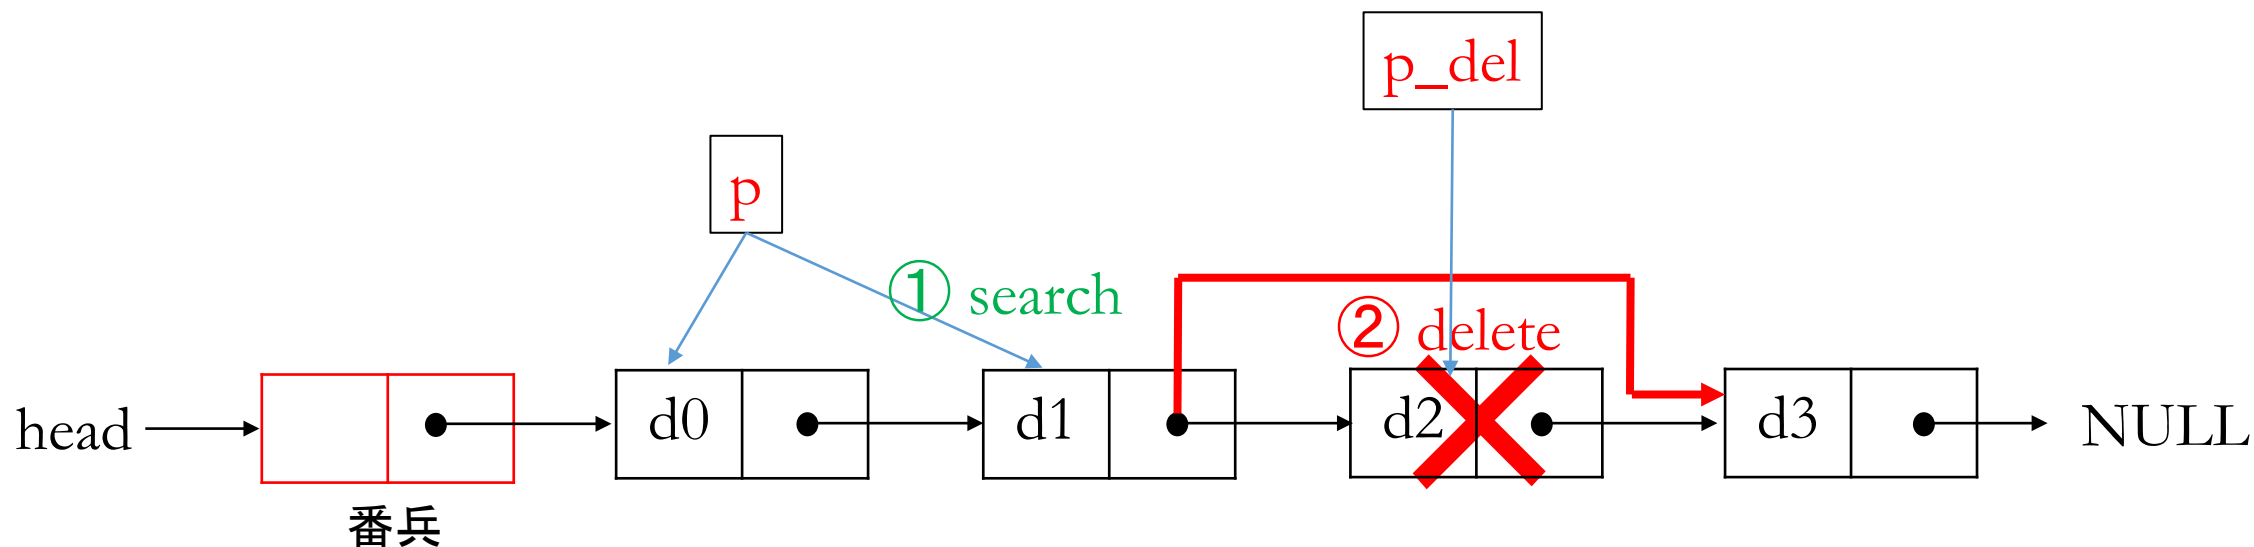 p_del
p
① search
② delete
head
d0
d1
d2
d3
NULL
番兵